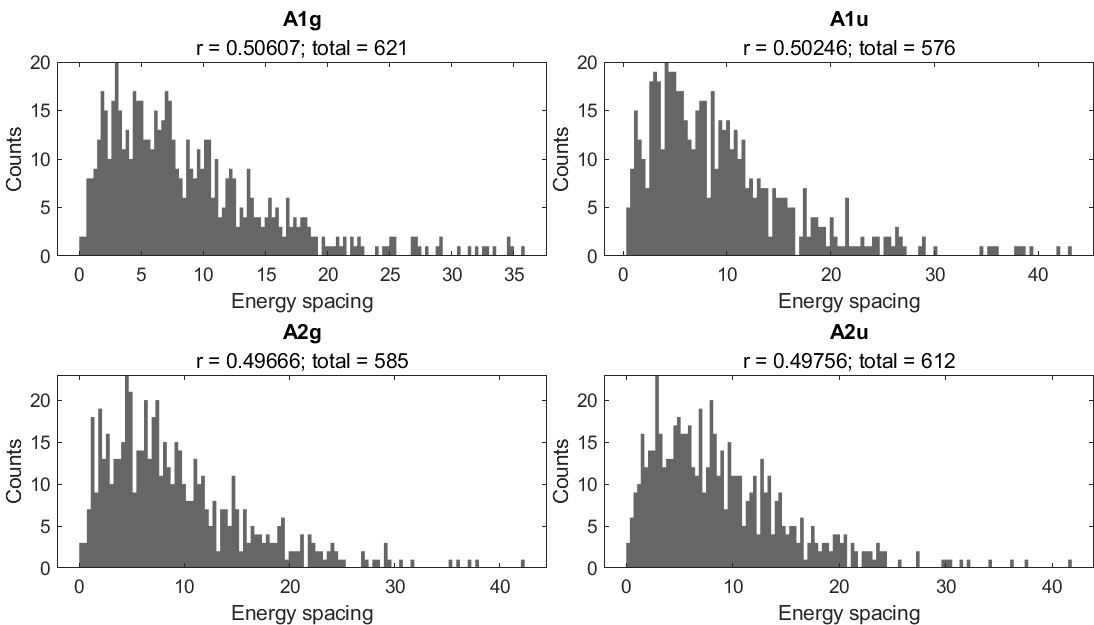 A1g
r = 0.50607; total = 621
20
15
10
5
0
Counts
0 5 10 15 20 25 30 35
Energy spacing
A1u
r = 0.50246; total = 576
20
15
10
5
0
Counts
0 10 20 30 40
Energy spacing
A2g
r = 0.49666; total = 585
20
15
10
5
0
Counts
0 10 20 30 40
Energy spacing
A2u
r = 0.49756; total = 612
20
15
10
5
0
Counts
0 10 20 30 40
Energy spacing